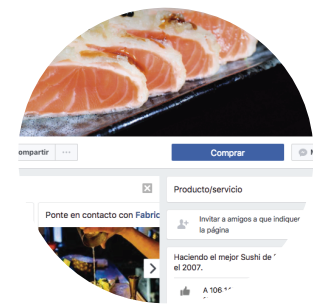 ompartir ...
Comprar
Producto/servicio
Ponte en contacto con Fabric
Invitar a amigos a que indiquer
la página
Haciendo el mejor Sushi de
el 2007.
A 106